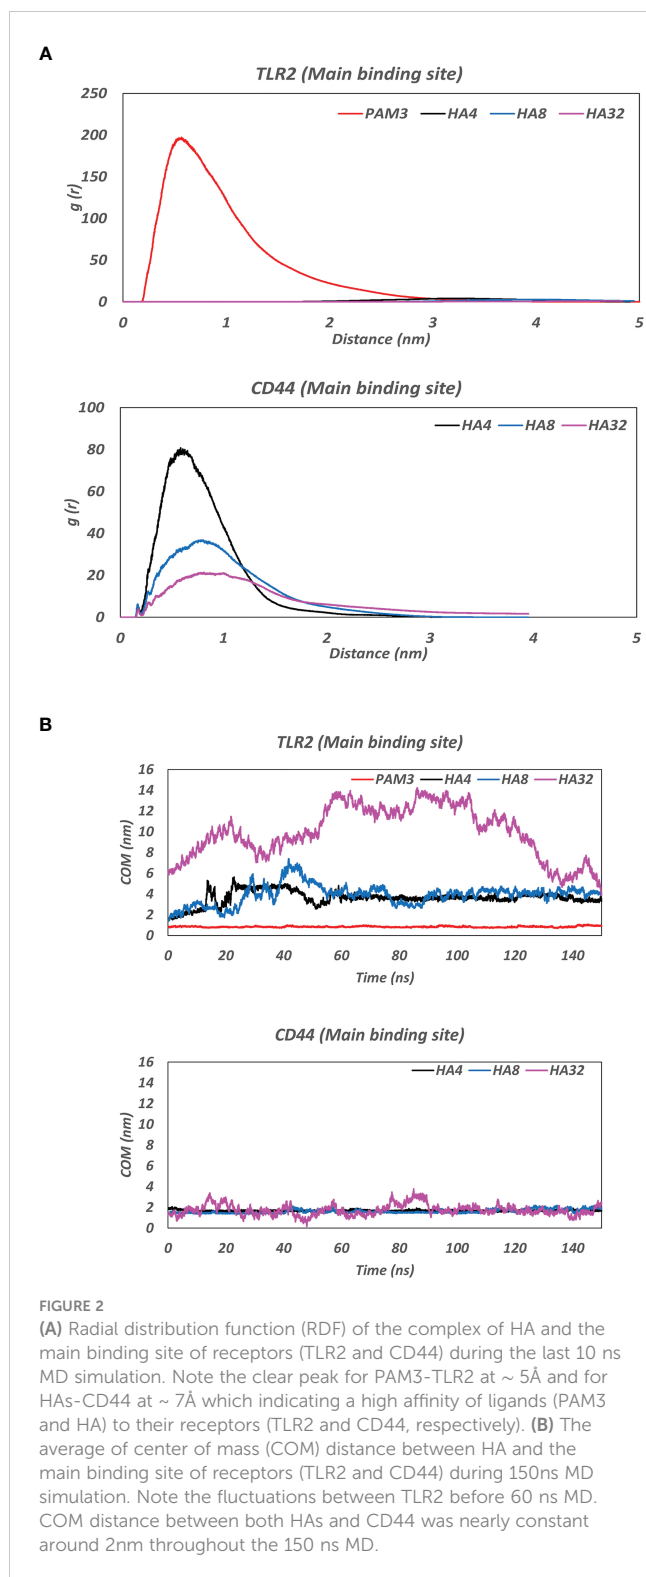 A
TLR2 (Main binding site)
PAM3 HA4 HA8 HA32
250
200
150
100
50
0
g (r)
0 1 2 3 4 5
Distance (nm)
CD44 (Main binding site)
HA4 HA8 HA32
100
80
60
40
20
0
g (r)
0 1 2 3 4 5
Distance (nm)
B
TLR2 (Main binding site)
PAM3 HA4 HA8 HA32
16
14
12
10
8
6
4
2
0
COM (nm)
0 20 40 60 80 100 120 140
Time (ns)
CD44 (Main binding site)
HA4 HA8 HA32
16
14
12
10
8
6
4
2
0
COM (nm)
0 20 40 60 80 100 120 140
Time (ns)
FIGURE 2
(A) Radial distribution function (RDF) of the complex of HA and the
main binding site of receptors (TLR2 and CD44) during the last 10 ns
MD simulation. Note the clear peak for PAM3-TLR2 at ~ 5Å and for
HAs-CD44 at ~ 7Å which indicating a high affinity of ligands (PAM3
and HA) to their receptors (TLR2 and CD44, respectively). (B) The
average of center of mass (COM) distance between HA and the
main binding site of receptors (TLR2 and CD44) during 150ns MD
simulation. Note the fluctuations between TLR2 before 60 ns MD.
COM distance between both HAs and CD44 was nearly constant
around 2nm throughout the 150 ns MD.